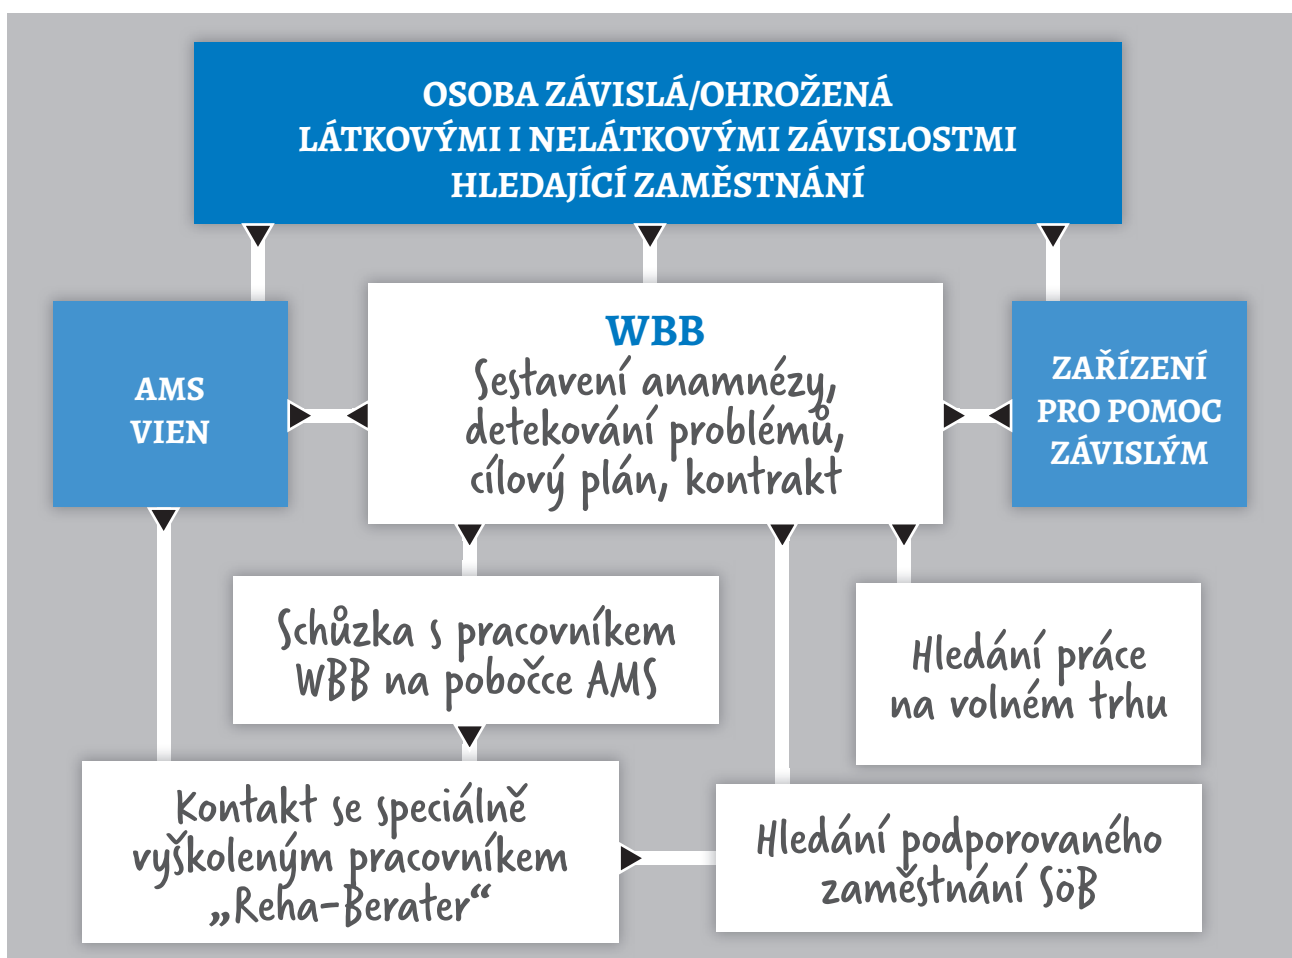 OSOBA ZÁVISLÁ/OHROŽENÁ
LÁTKOVÝMI I NELÁTKOVÝMI ZÁVISLOSTMI
HLEDAJÍCÍ ZAMĚSTNÁNÍ
AMS
VIEN
WBB
Sestavení anamnézy,
detekování problémů,
cílový plán, kontrakt
ZAŘÍZENÍ
PRO POMOC
ZÁVISLÝM
Schůzka s pracovníkem
WBB na pobočce AMS
Hledání práce
na volném trhu
Kontakt se speciálně
vyškoleným pracovníkem
„Reha-Berater“
Hledání podporovaného
zaměstnání SöB